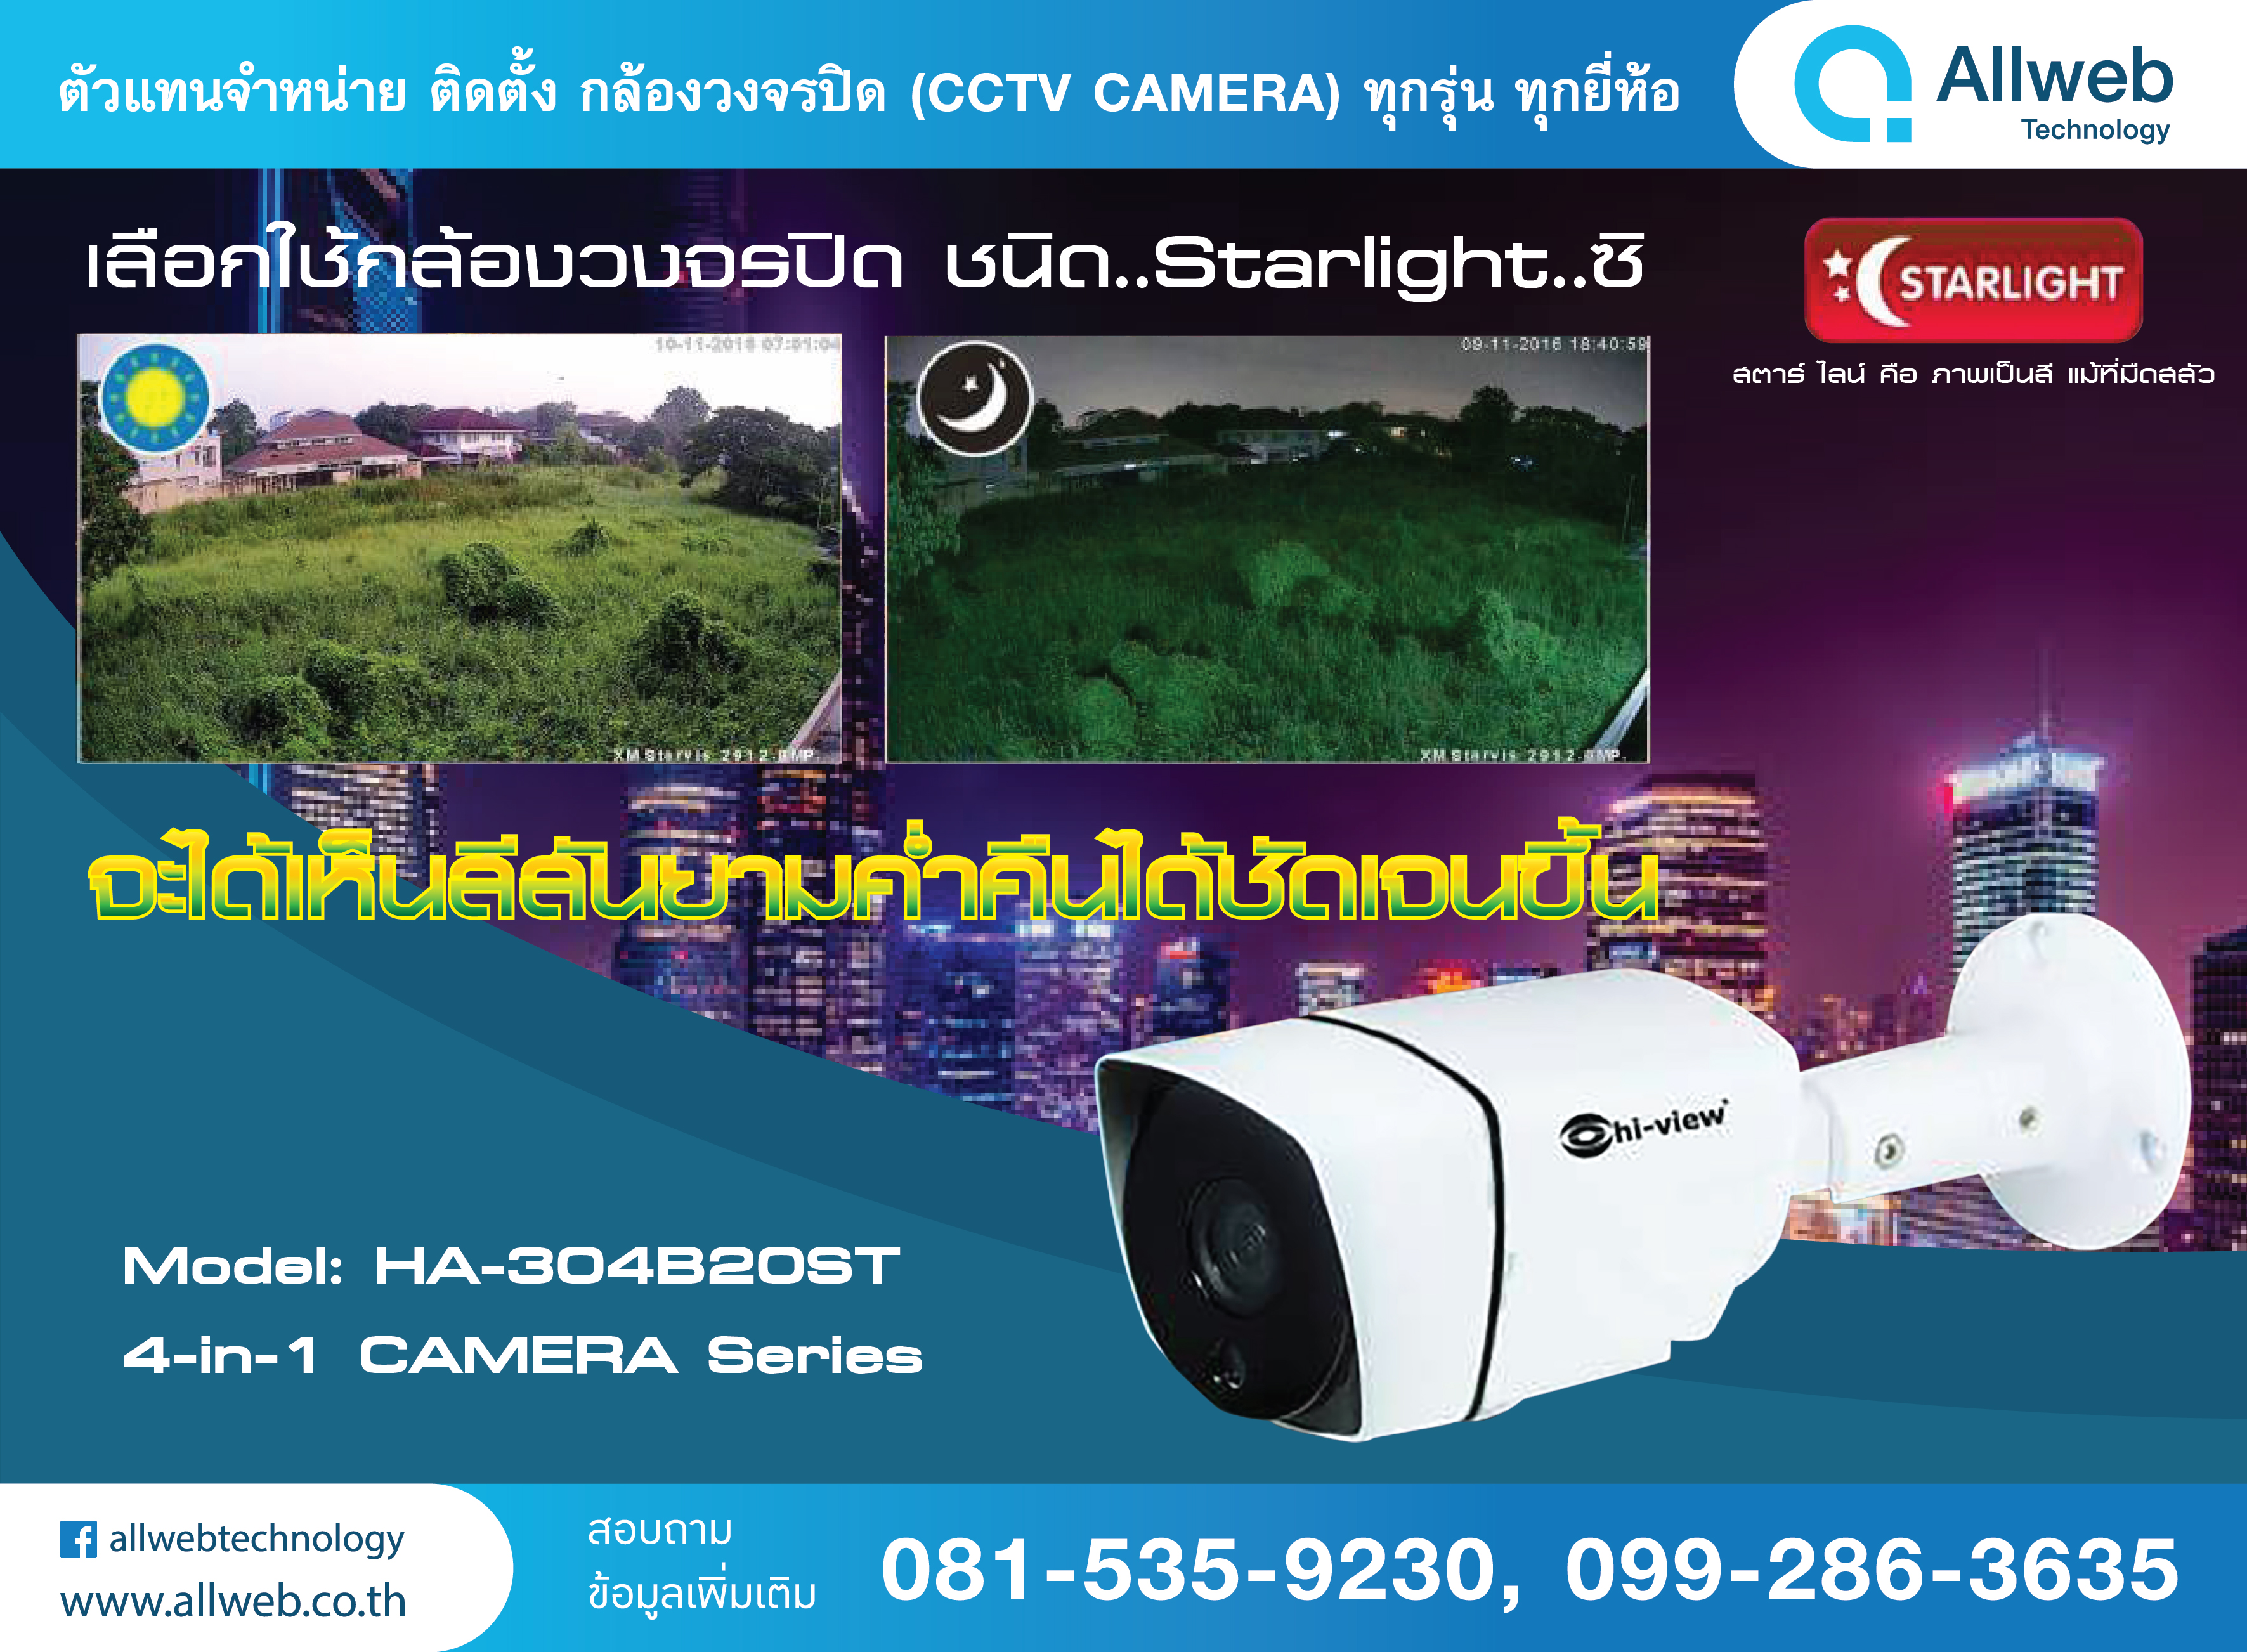 ตัวแทนจำหน่าย ติดตั้ง กล้องวงจรปิด (CCTV CAMERA) ทุกรุ่น ทุกยี่ห้อ
Allweb
Technology
เลือกใช้กล้องวงจรปิด ชนิด..Starlight..ซิ
STARLIGHT
สตาร์ ไลน์ คือ ภาพเป็นสี แม้ที่มืดสลัว
10-11-2016 07:01:04
09-11-2016 18:40:59
XM Starvis 291
XM Starvis 291
จะได้เห็นสีสันยามค่ำคืนได้ชัดเจนขึ้น
hi-view
Model: HA-304B20ST
4-in-1 CAMERA Series
allwebtechnology
www.allweb.co.th
สอบถาม
ข้อมูลเพิ่มเติม
081-535-9230, 099-286-3635